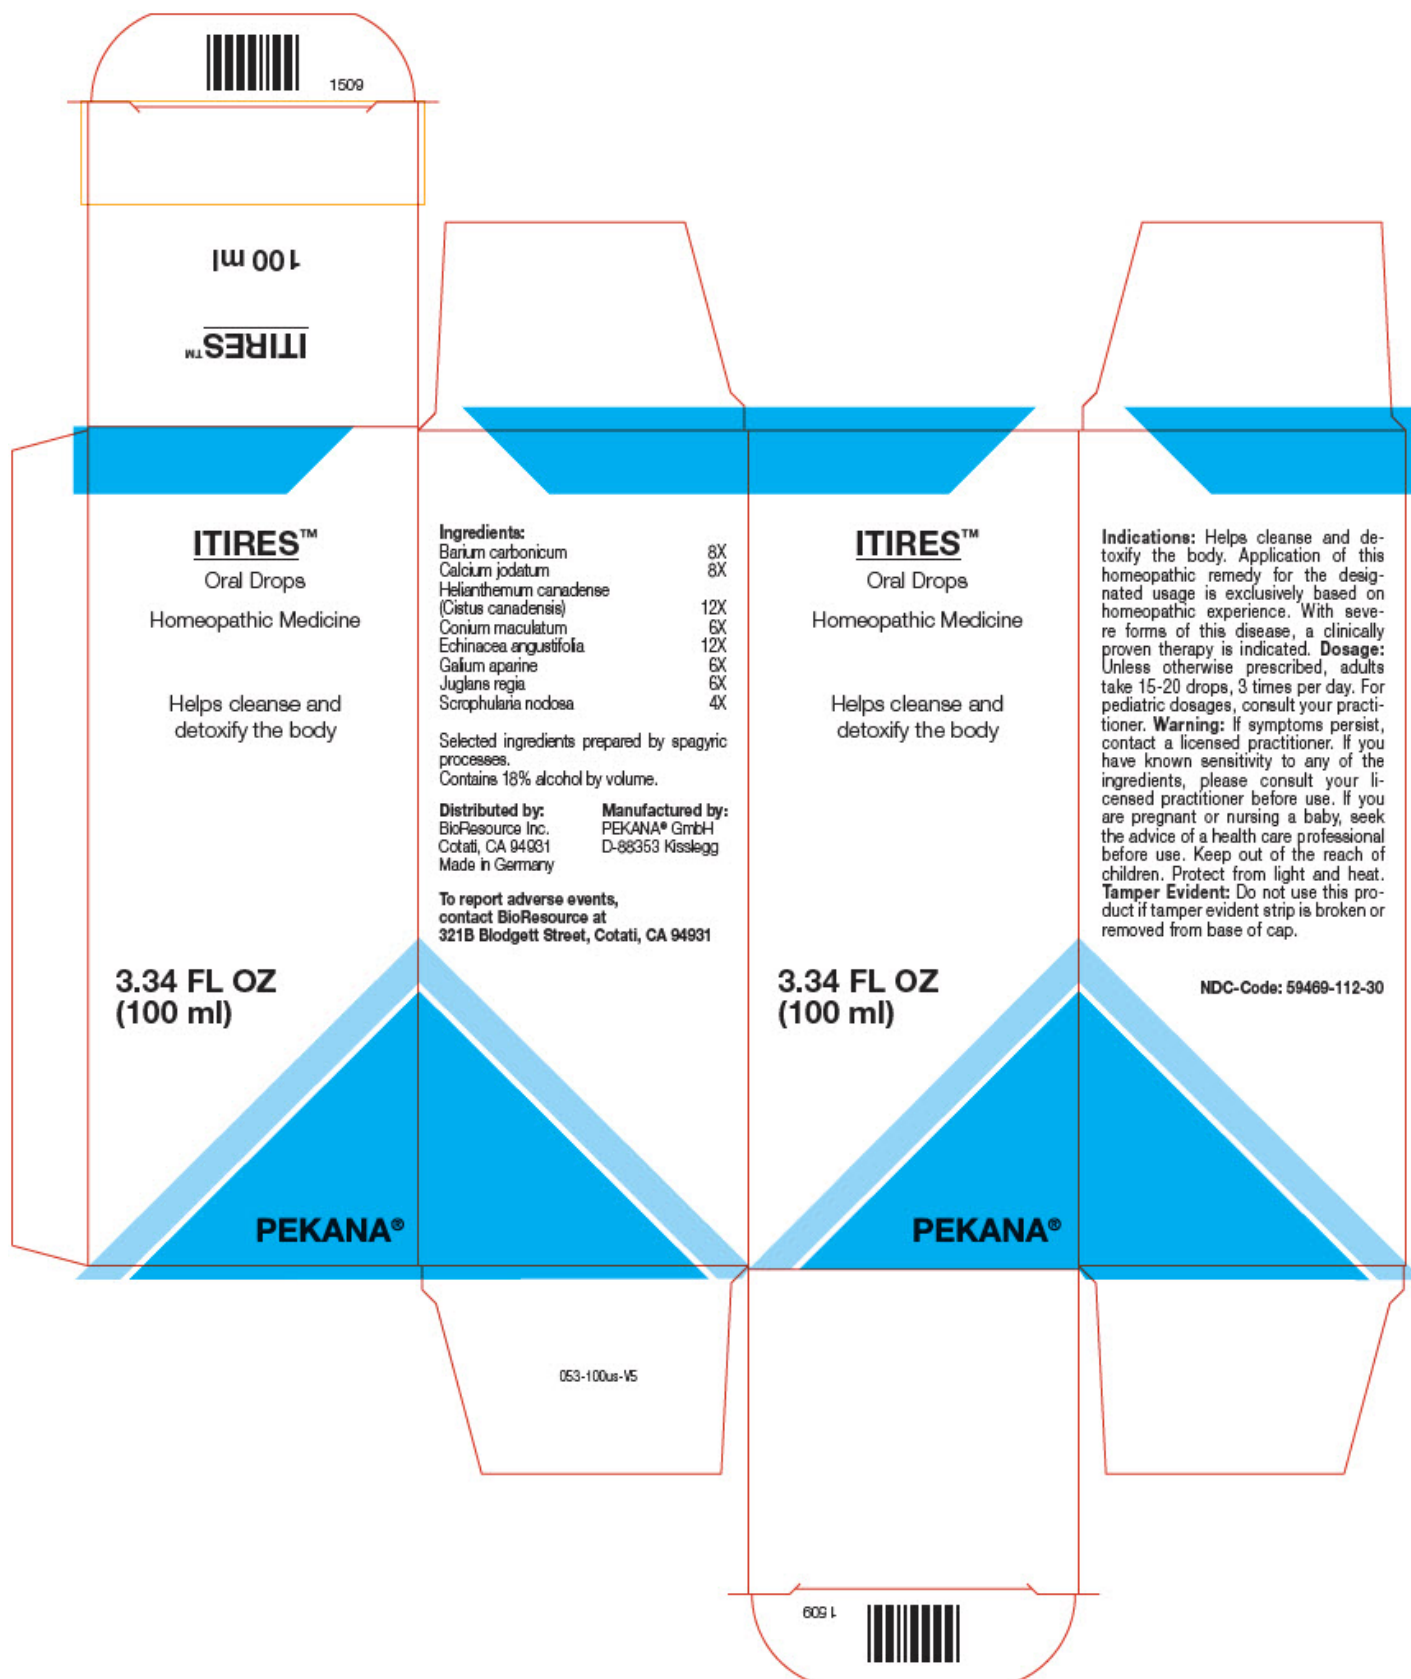 1509
100 ml
ITIRES™
ITIRES™
Oral Drops
Homeopathic Medicine
Helps cleanse and
detoxify the body
3.34 FL OZ
(100 ml)
PEKANA®
Ingredients:
Barium carbonicum 8X
Calcium jodatum 8X
Helianthemum canadense
(Cistus canadensis) 12X
Conium maculatum 6X
Echinacea angustifolia 12X
Galium aparine 6X
Juglans regia 6X
Scrophularia nodosa 4X
Selected ingredients prepared by spagyric
processes.
Contains 18% alcohol by volume.
Distributed by: Manufactured by:
BioResource Inc. PEKANA® GmbH
Cotati, CA 94931 D-88353 Kisslegg
Made in Germany
To report adverse events,
contact BioResource at
321B Blodgett Street, Cotati, CA 94931
053-100us-V5
ITIRES™
Oral Drops
Homeopathic Medicine
Helps cleanse and
detoxify the body
3.34 FL OZ
(100 ml)
PEKANA®
Indications: Helps cleanse and de-
toxify the body. Application of this
homeopathic remedy for the desig-
nated usage is exclusively based on
homeopathic experience. With seve-
re forms of this disease, a clinically
proven therapy is indicated. Dosage:
Unless otherwise prescribed, adults
take 15-20 drops, 3 times per day. For
pediatric dosages, consult your practi-
tioner. Warning: If symptoms persist,
contact a licensed practitioner. If you
have known sensitivity to any of the
ingredients, please consult your li-
censed practitioner before use. If you
are pregnant or nursing a baby, seek
the advice of a health care professional
before use. Keep out of the reach of
children. Protect from light and heat.
Tamper Evident: Do not use this pro-
duct if tamper evident strip is broken or
removed from base of cap.
NDC-Code: 59469-112-30
1509